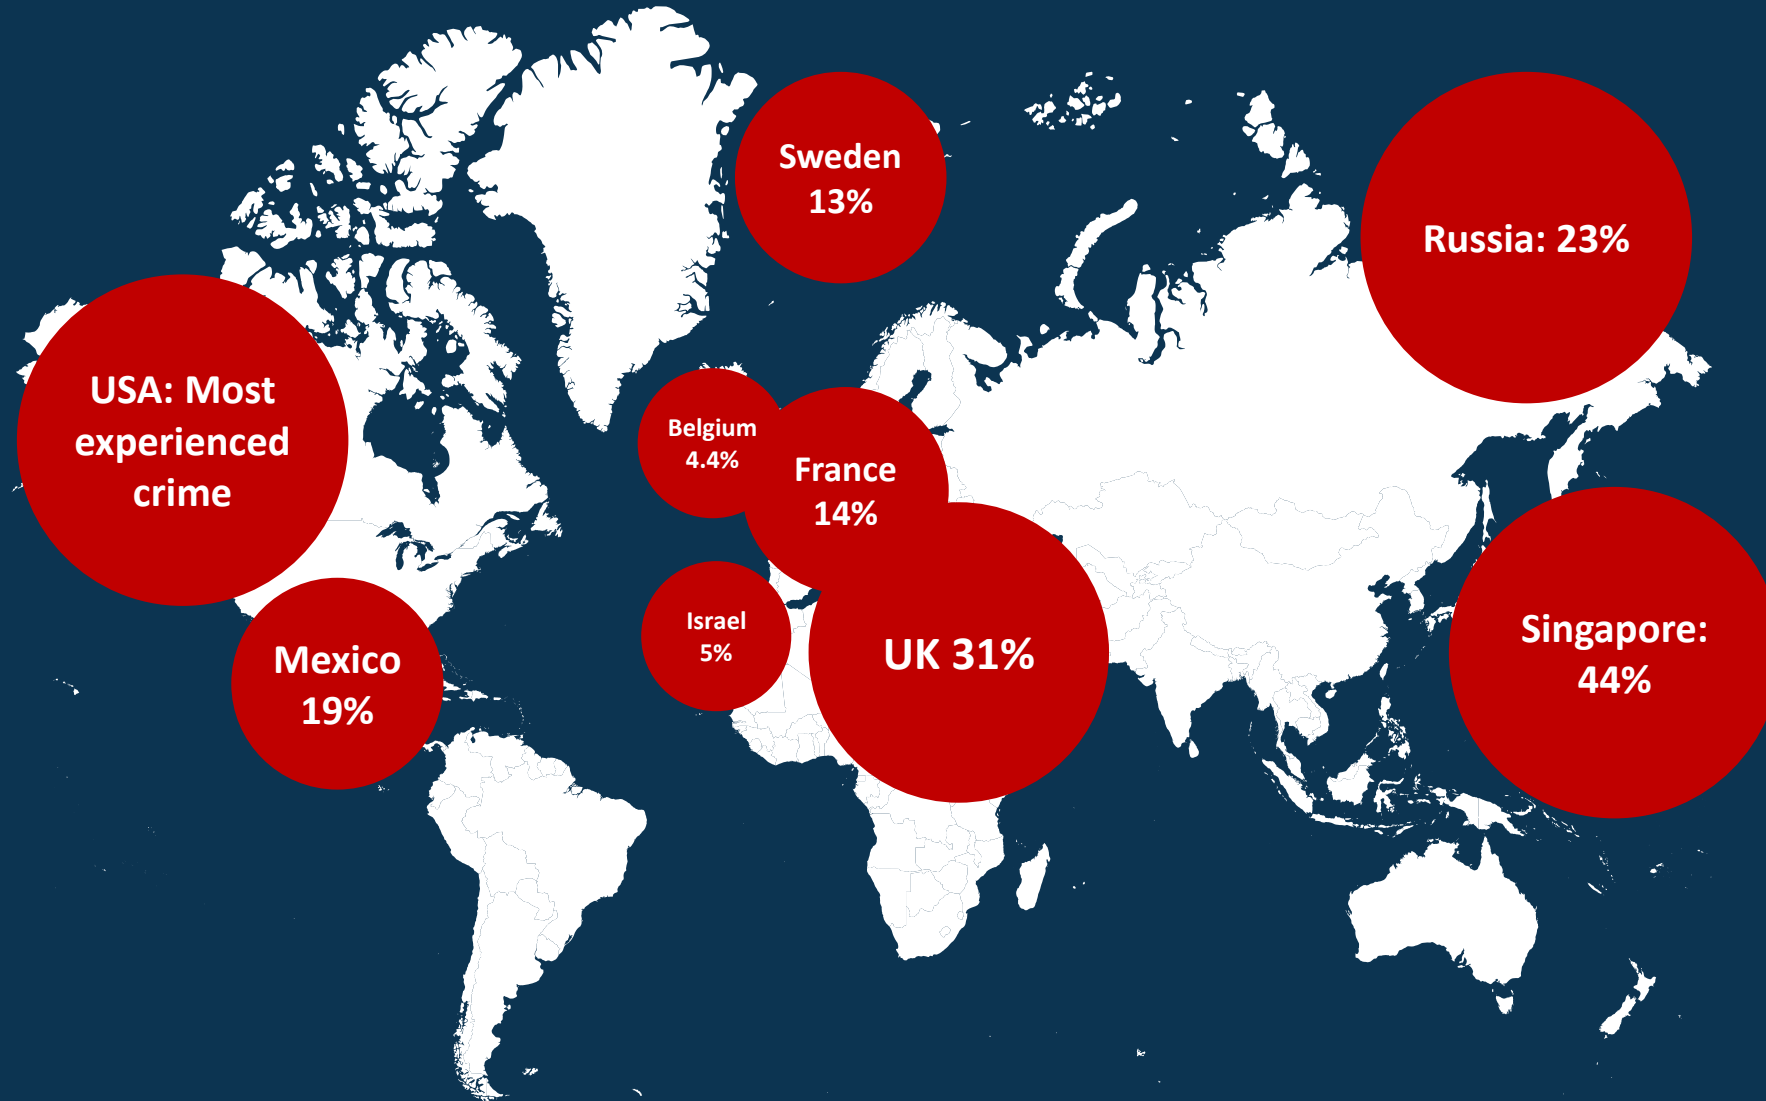 Sweden
13%
Russia: 23%
USA: Most
experienced
crime
Belgium
4.4%
France
14%
Israel
5%
UK 31%
Mexico
19%
Singapore:
44%